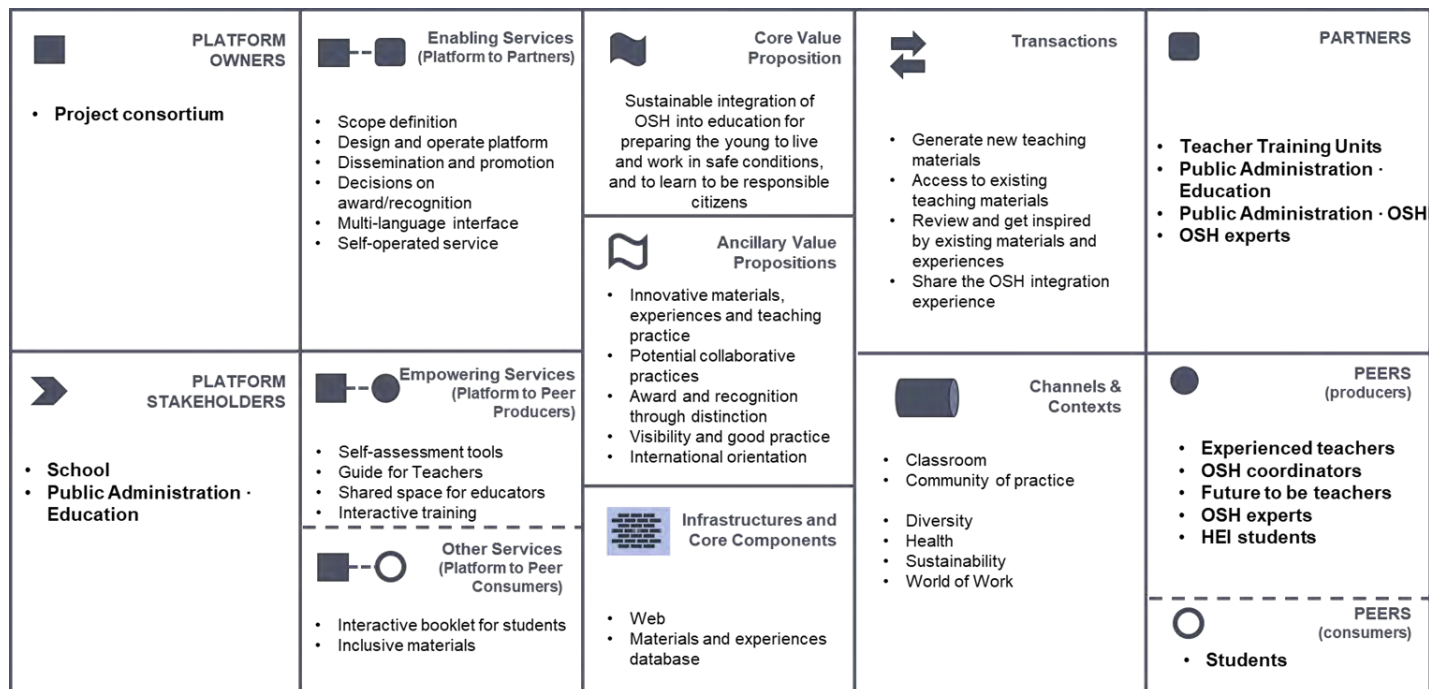 PLATFORM
OWNERS
• Project consortium
Enabling Services
(Platform to Partners)
• Scope definition
• Design and operate platform
• Dissemination and promotion
• Decisions on
award/recognition
• Multi-language interface
• Self-operated service
Core Value
Proposition
Sustainable integration of
OSH into education for
preparing the young to live
and work in safe conditions,
and to learn to be responsible
citizens
Ancillary Value
Propositions
• Innovative materials,
experiences and teaching
practice
• Potential collaborative
practices
• Award and recognition
through distinction
• Visibility and good practice
• International orientation
Transactions
• Generate new teaching
materials
• Access to existing
teaching materials
• Review and get inspired
by existing materials and
experiences
• Share the OSH integration
experience
PARTNERS
• Teacher Training Units
• Public Administration ·
Education
• Public Administration · OSH
• OSH experts
PLATFORM
STAKEHOLDERS
• School
• Public Administration ·
Education
Empowering Services
(Platform to Peer
Producers)
• Self-assessment tools
• Guide for Teachers
• Shared space for educators
• Interactive training
Other Services
(Platform to Peer
Consumers)
• Interactive booklet for students
• Inclusive materials
Infrastructures and
Core Components
• Web
• Materials and experiences
database
Channels &
Contexts
• Classroom
• Community of practice
• Diversity
• Health
• Sustainability
• World of Work
PEERS
(producers)
• Experienced teachers
• OSH coordinators
• Future to be teachers
• OSH experts
• HEI students
PEERS
(consumers)
• Students